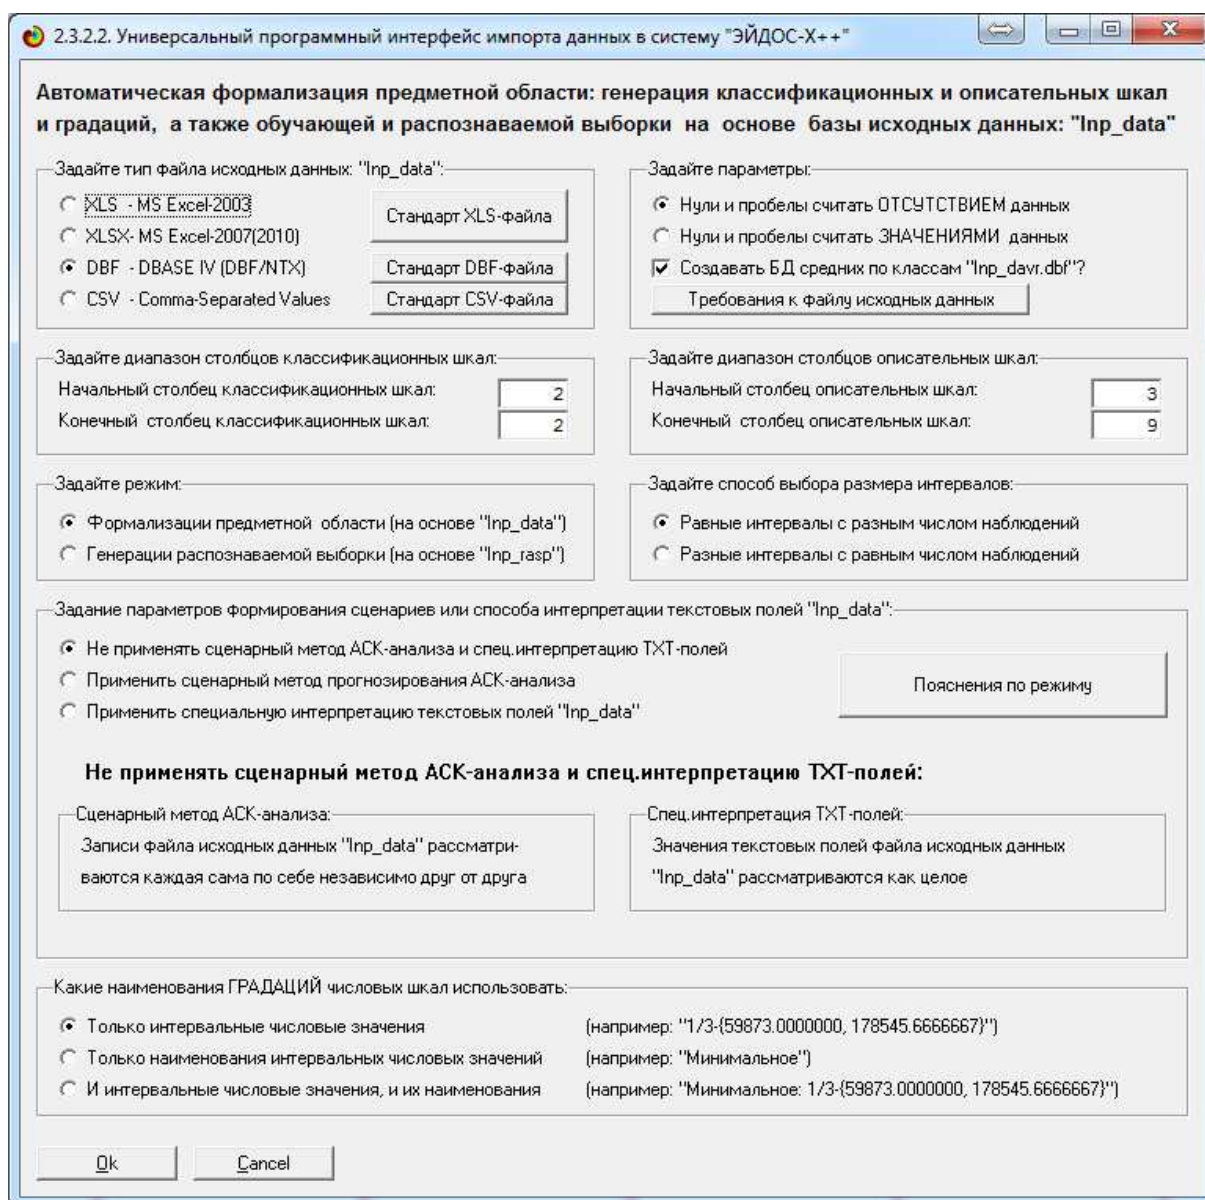 2.3.2.2. Универсальный программный интерфейс импорта данных в систему "ЭЙДОС-X++"
Автоматическая формализация предметной области: генерация классификационных и описательных шкал
и градаций, а также обучающей и распознаваемой выборки на основе базы исходных данных: "Inp_data"
Задайте тип файла исходных данных: "Inp_data":
XLS - MS Excel-2003
XLSX- MS Excel-2007(2010)
DBF - DBASE IV (DBF/NTX)
CSV - Comma-Separated Values
Стандарт XLS-файла
Стандарт DBF-файла
Стандарт CSV-файла
Задайте параметры:
Нули и пробелы считать ОТСУТСТВИЕМ данных
Нули и пробелы считать ЗНАЧЕНИЯМИ данных
Создавать БД средних по классам "Inp_davr.dbf"?
Требования к файлу исходных данных
Задайте диапазон столбцов классификационных шкал:
Начальный столбец классификационных шкал: 2
Конечный столбец классификационных шкал: 2
Задайте диапазон столбцов описательных шкал:
Начальный столбец описательных шкал: 3
Конечный столбец описательных шкал: 9
Задайте режим:
Формализации предметной области (на основе "Inp_data")
Генерации распознаваемой выборки (на основе "Inp_rasp")
Задайте способ выбора размера интервалов:
Равные интервалы с разным числом наблюдений
Разные интервалы с равным числом наблюдений
Задание параметров формирования сценариев или способа интерпретации текстовых полей "Inp_data":
Не применять сценарный метод АСК-анализа и спец.интерпретацию ТХТ-полей
Применить сценарный метод прогнозирования АСК-анализа
Применить специальную интерпретацию текстовых полей "Inp_data"
Пояснения по режиму
Не применять сценарный метод АСК-анализа и спец.интерпретацию ТХТ-полей:
Сценарный метод АСК-анализа:
Записи файла исходных данных "Inp_data" рассматри-
ваются каждая сама по себе независимо друг от друга
Спец.интерпретация ТХТ-полей:
Значения текстовых полей файла исходных данных
"Inp_data" рассматриваются как целое
Какие наименования ГРАДАЦИЙ числовых шкал использовать:
Только интервальные числовые значения (например: "1/3-{59873.0000000, 178545.6666667}")
Только наименования интервальных числовых значений (например: "Минимальное")
И интервальные числовые значения, и их наименования (например: "Минимальное: 1/3-{59873.0000000, 178545.6666667}")
Ok
Cancel